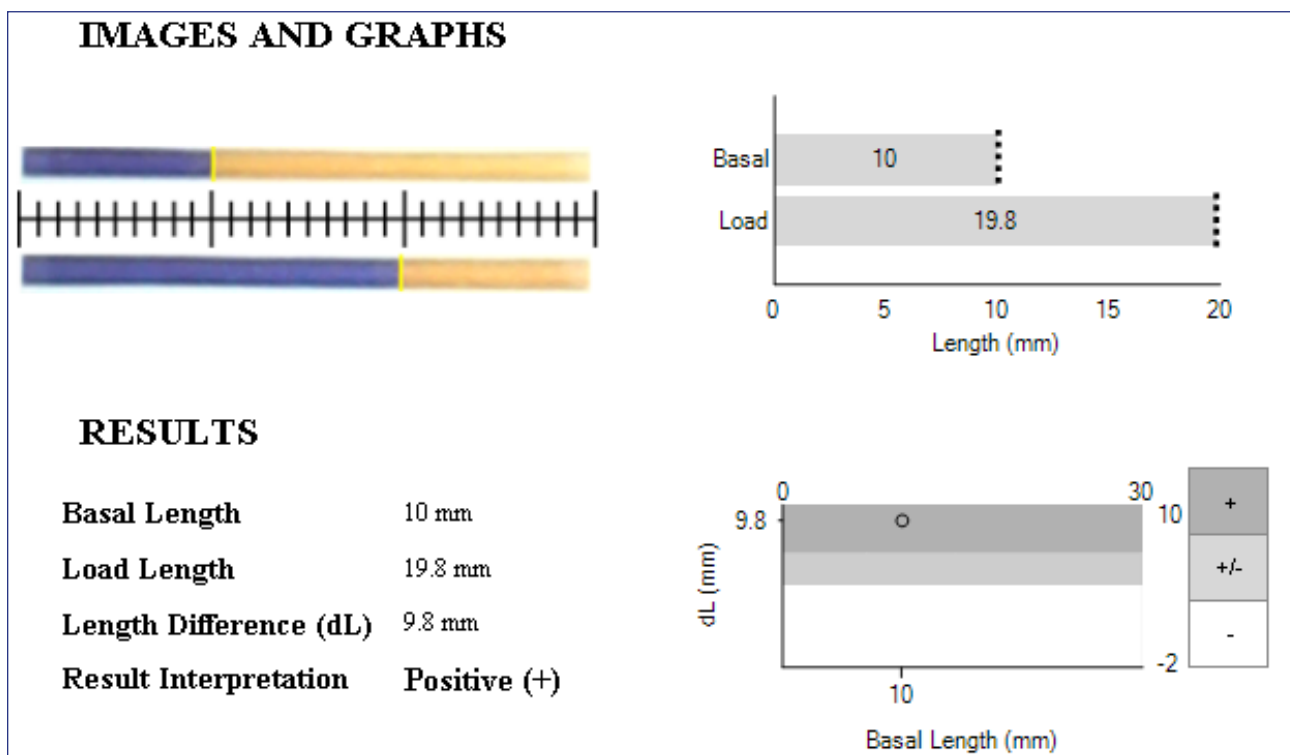 IMAGES AND GRAPHS
Basal
10
Load
19.8
0 5 10 15 20
Length (mm)
RESULTS
Basal Length 10 mm
Load Length 19.8 mm
Length Difference (dL) 9.8 mm
Result Interpretation Positive (+)
0 30
9.8
10
dL (mm)
-2
10
Basal Length (mm)
+
+/-
-